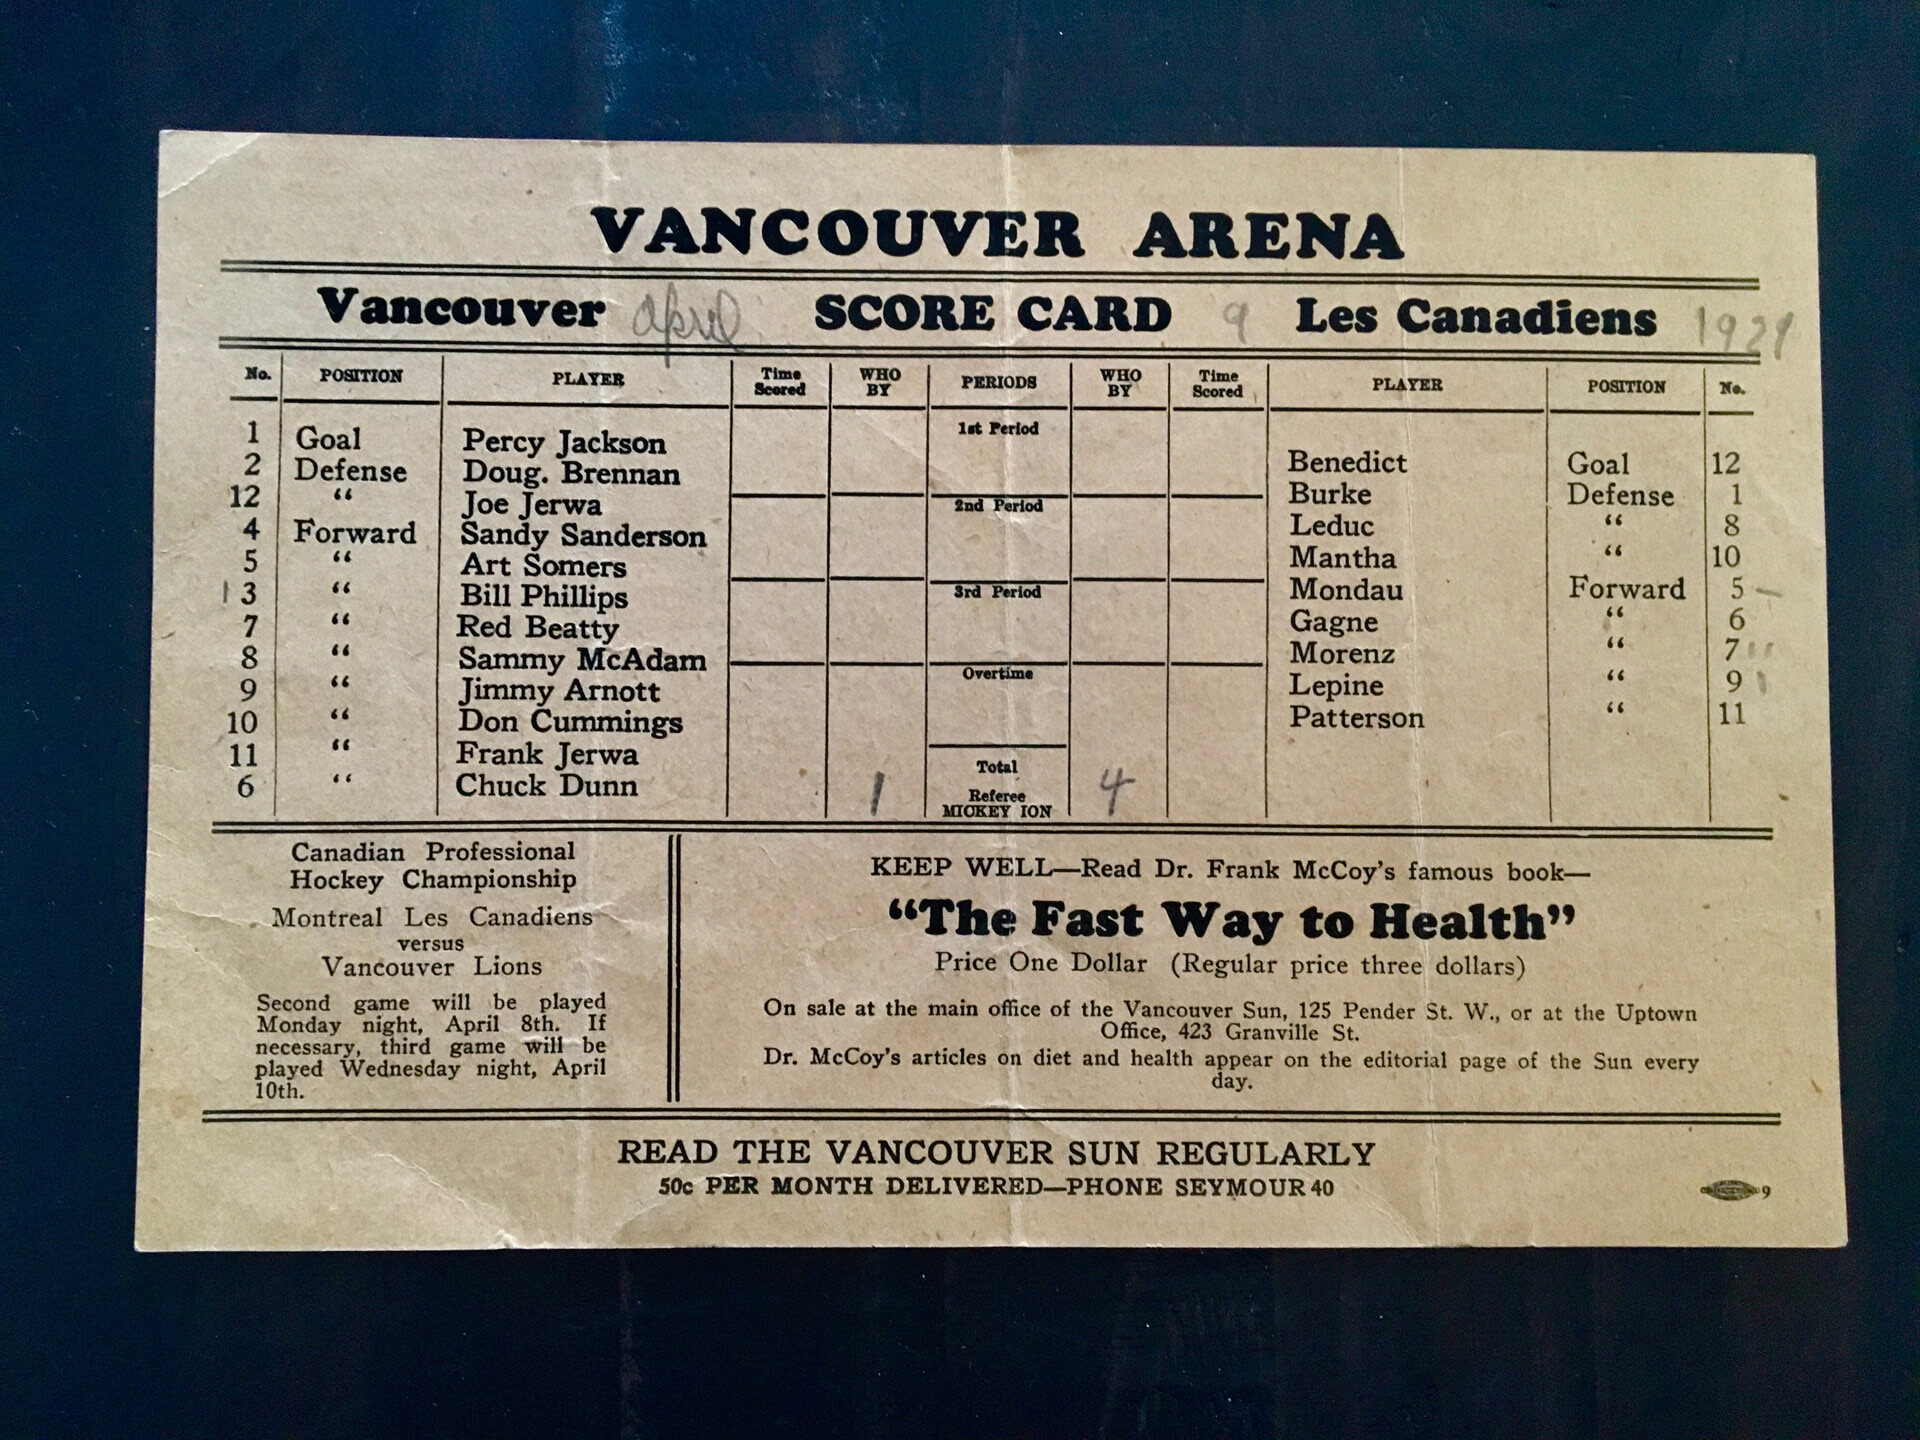 VANCOUVER ARENA
Vancouver April SCORE CARD 9 Les Canadiens 1929
No. POSITION PLAYER Time Scored WHO BY PERIODS WHO BY Time Scored PLAYER POSITION No.
1 Goal Percy Jackson 1st Period
2 Defense Doug. Brennan Benedict Goal 12
12 “ Joe Jerwa 2nd Period Burke Defense 1
4 Forward Sandy Sanderson Leduc “ 8
5 “ Art Somers Mantha “ 10
3 “ Bill Phillips 3rd Period Mondau Forward 5
7 “ Red Beatty Gagne “ 6
8 “ Sammy McAdam Morenz “ 7
9 “ Jimmy Arnott Overtime Lepine “ 9
10 “ Don Cummings Patterson “ 11
11 “ Frank Jerwa Total
6 “ Chuck Dunn 1 Referee 4
MICKEY ION
Canadian Professional
Hockey Championship
Montreal Les Canadiens
versus
Vancouver Lions
Second game will be played
Monday night, April 8th. If
necessary, third game will be
played Wednesday night, April
10th.
KEEP WELL—Read Dr. Frank McCoy's famous book—
“The Fast Way to Health”
Price One Dollar (Regular price three dollars)
On sale at the main office of the Vancouver Sun, 125 Pender St. W., or at the Uptown
Office, 423 Granville St.
Dr. McCoy's articles on diet and health appear on the editorial page of the Sun every
day.
READ THE VANCOUVER SUN REGULARLY
50c PER MONTH DELIVERED—PHONE SEYMOUR 40
9